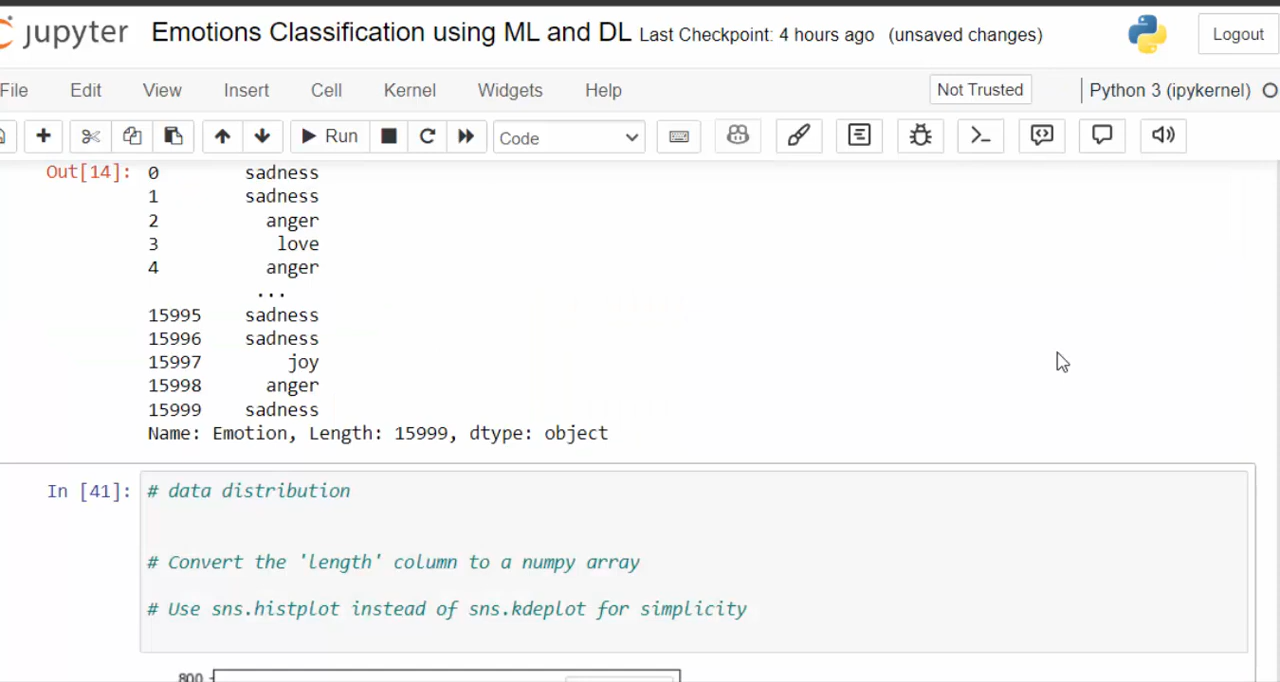 jupyter Emotions Classification using ML and DL Last Checkpoint: 4 hours ago (unsaved changes) Logout
File Edit View Insert Cell Kernel Widgets Help Not Trusted Python 3 (ipykernel)
Run Code
Out[14]: 0 sadness
1 sadness
2 anger
3 love
4 anger
...
15995 sadness
15996 sadness
15997 joy
15998 anger
15999 sadness
Name: Emotion, Length: 15999, dtype: object
In [41]: # data distribution
# Convert the 'length' column to a numpy array
# Use sns.histplot instead of sns.kdeplot for simplicity
800